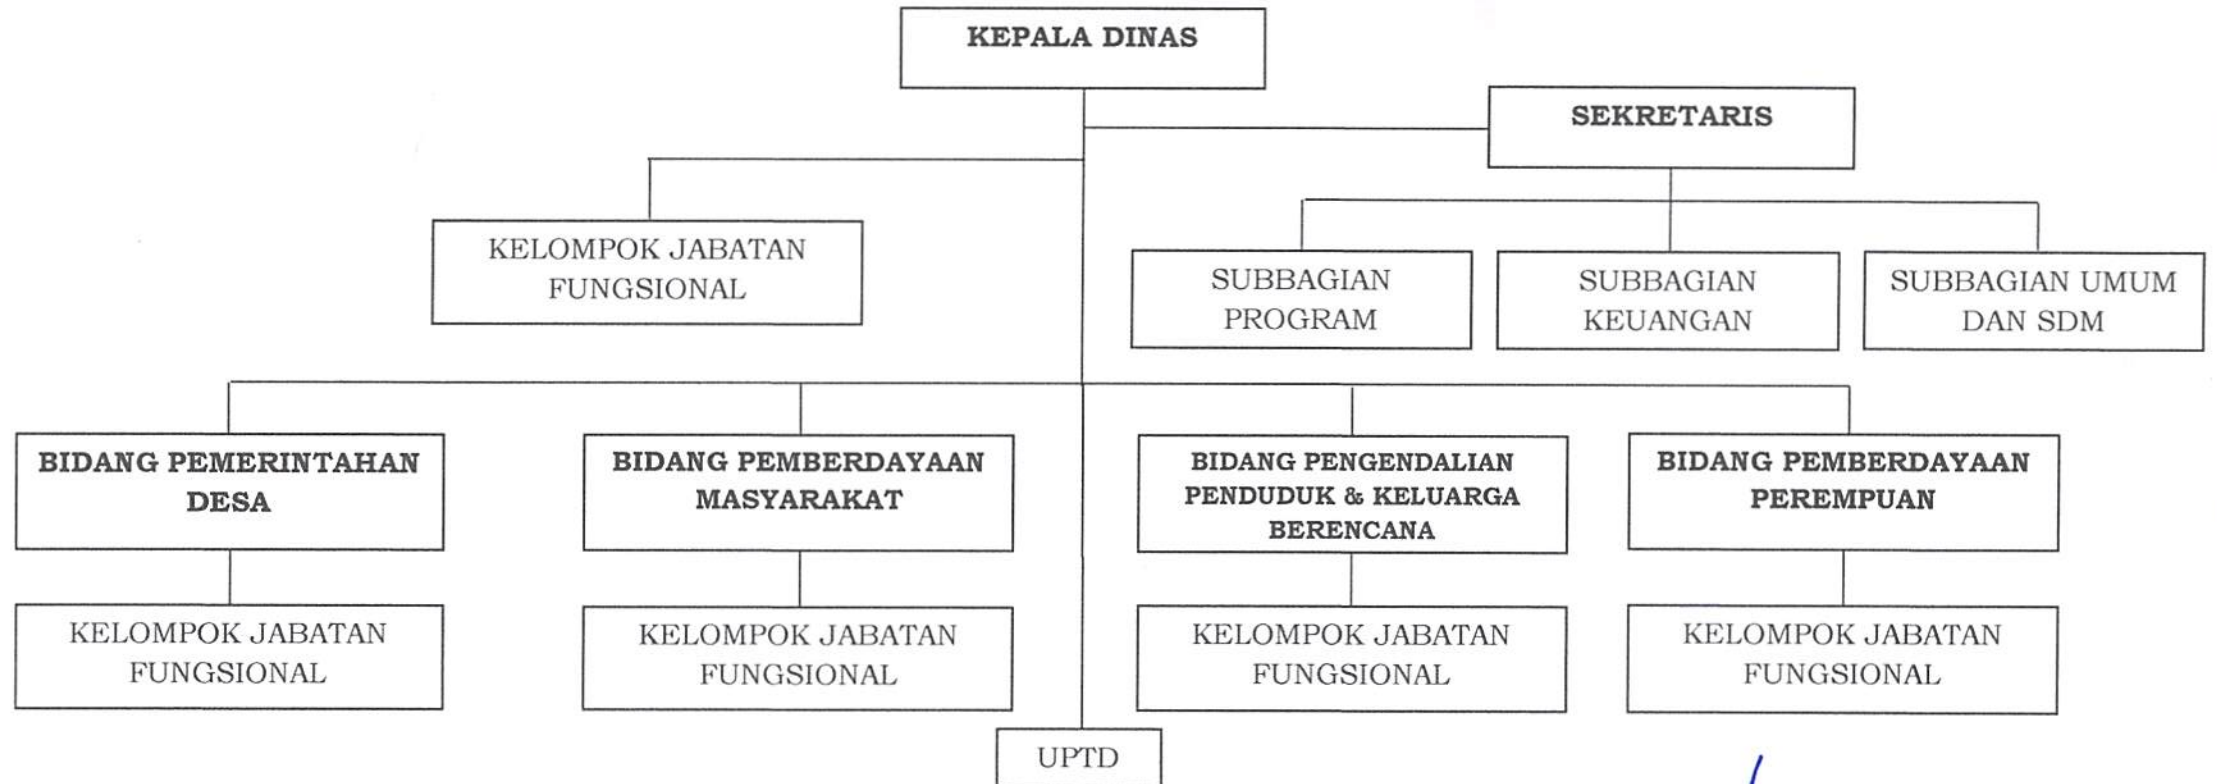 KEPALA DINAS
SEKRETARIS
KELOMPOK JABATAN
FUNGSIONAL
SUBBAGIAN
PROGRAM
SUBBAGIAN
KEUANGAN
SUBBAGIAN UMUM
DAN SDM
BIDANG PEMERINTAHAN
DESA
BIDANG PEMBERDAYAAN
MASYARAKAT
BIDANG PENGENDALIAN
PENDUDUK & KELUARGA
BERENCANA
BIDANG PEMBERDAYAAN
PEREMPUAN
KELOMPOK JABATAN
FUNGSIONAL
KELOMPOK JABATAN
FUNGSIONAL
KELOMPOK JABATAN
FUNGSIONAL
KELOMPOK JABATAN
FUNGSIONAL
UPTD